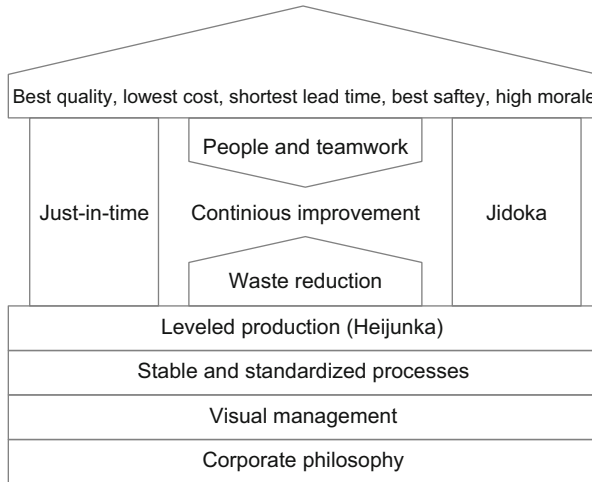 Best quality, lowest cost, shortest lead time, best saftey, high morale
People and teamwork
Just-in-time
Continious improvement
Jidoka
Waste reduction
Leveled production (Heijunka)
Stable and standardized processes
Visual management
Corporate philosophy